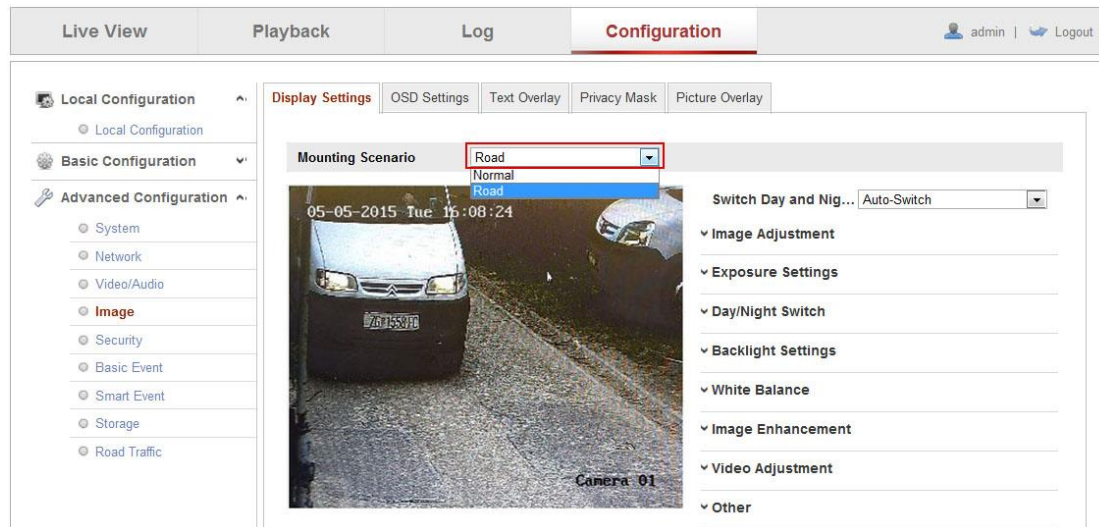 Live View
Playback
Log
Configuration
admin | Logout
Local Configuration
Local Configuration
Basic Configuration
Advanced Configuration
System
Network
Video/Audio
Image
Security
Basic Event
Smart Event
Storage
Road Traffic
Display Settings
OSD Settings
Text Overlay
Privacy Mask
Picture Overlay
Mounting Scenario
Road
Normal
Road
05-05-2015 Tue 16:08:24
Camera 01
Switch Day and Nig... Auto-Switch
Image Adjustment
Exposure Settings
Day/Night Switch
Backlight Settings
White Balance
Image Enhancement
Video Adjustment
Other